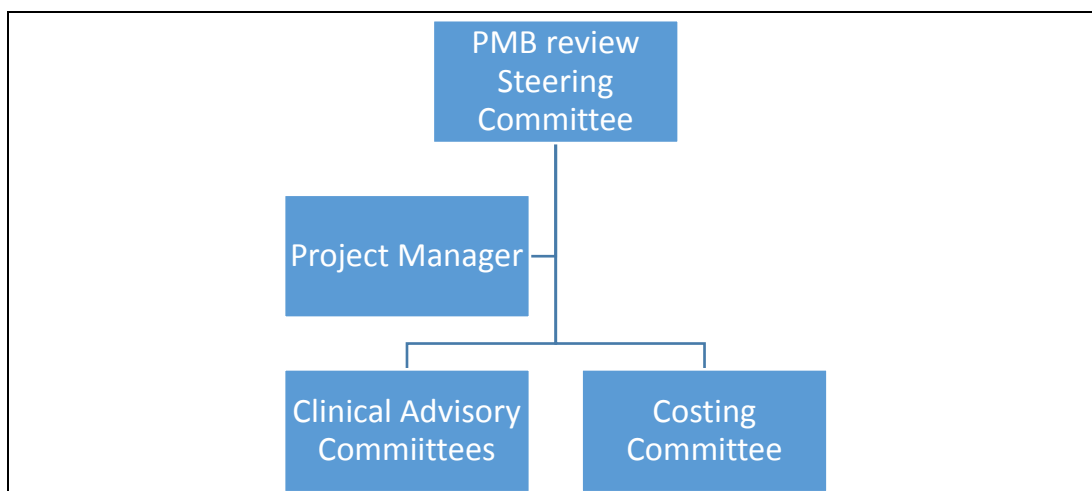 PMB review
Steering
Committee
Project Manager
Clinical Advisory
Commiittees
Costing
Committee